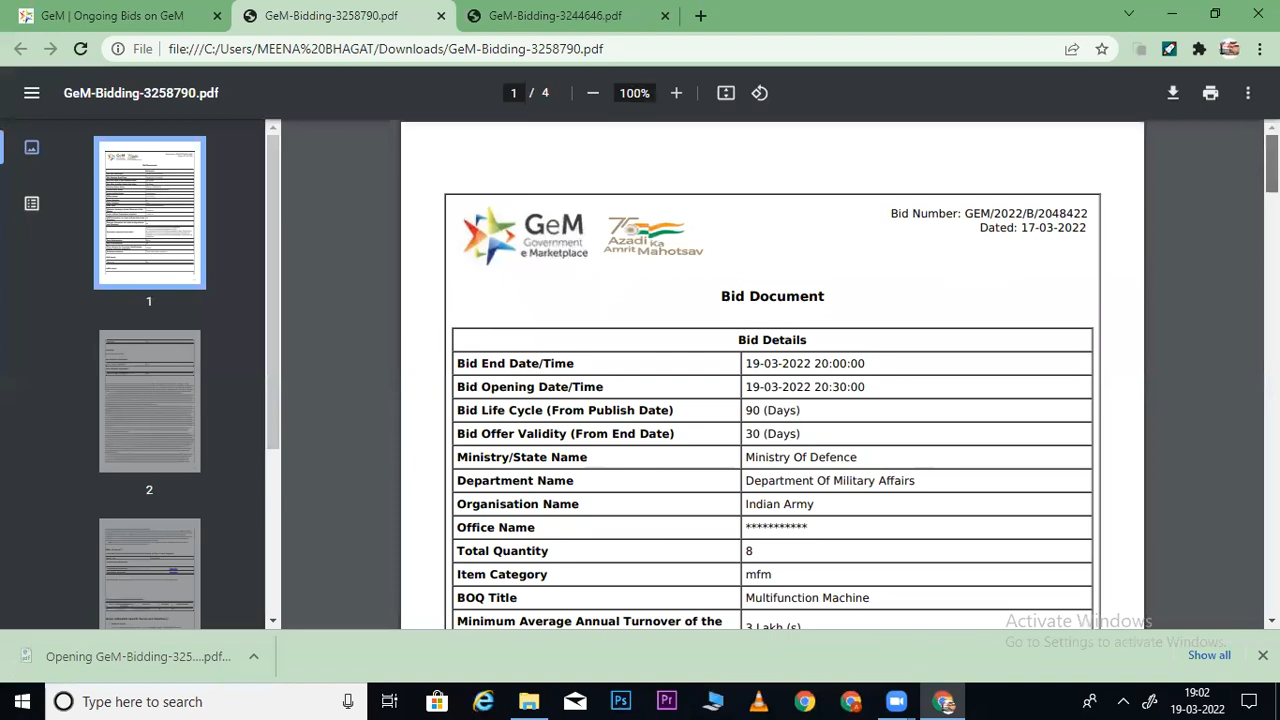 GeM | Ongoing Bids on GeM
GeM-Bidding-3258790.pdf
GeM-Bidding-3244646.pdf
File
file:///C:/Users/MEENA%20BHAGAT/Downloads/GeM-Bidding-3258790.pdf
GeM-Bidding-3258790.pdf
1 / 4
100%
1
2
GeM
Government
e Marketplace
75
Azadi Ka
Amrit Mahotsav
Bid Number: GEM/2022/B/2048422
Dated: 17-03-2022
Bid Document
Bid Details
Bid End Date/Time 19-03-2022 20:00:00
Bid Opening Date/Time 19-03-2022 20:30:00
Bid Life Cycle (From Publish Date) 90 (Days)
Bid Offer Validity (From End Date) 30 (Days)
Ministry/State Name Ministry Of Defence
Department Name Department Of Military Affairs
Organisation Name Indian Army
Office Name ***********
Total Quantity 8
Item Category mfm
BOQ Title Multifunction Machine
Minimum Average Annual Turnover of the 3 Lakh (s)
Activate Windows
Go to Settings to activate Windows.
Opening GeM-Bidding-325....pdf...
Show all
Type here to search
Ps
Pr
19:02
19-03-2022